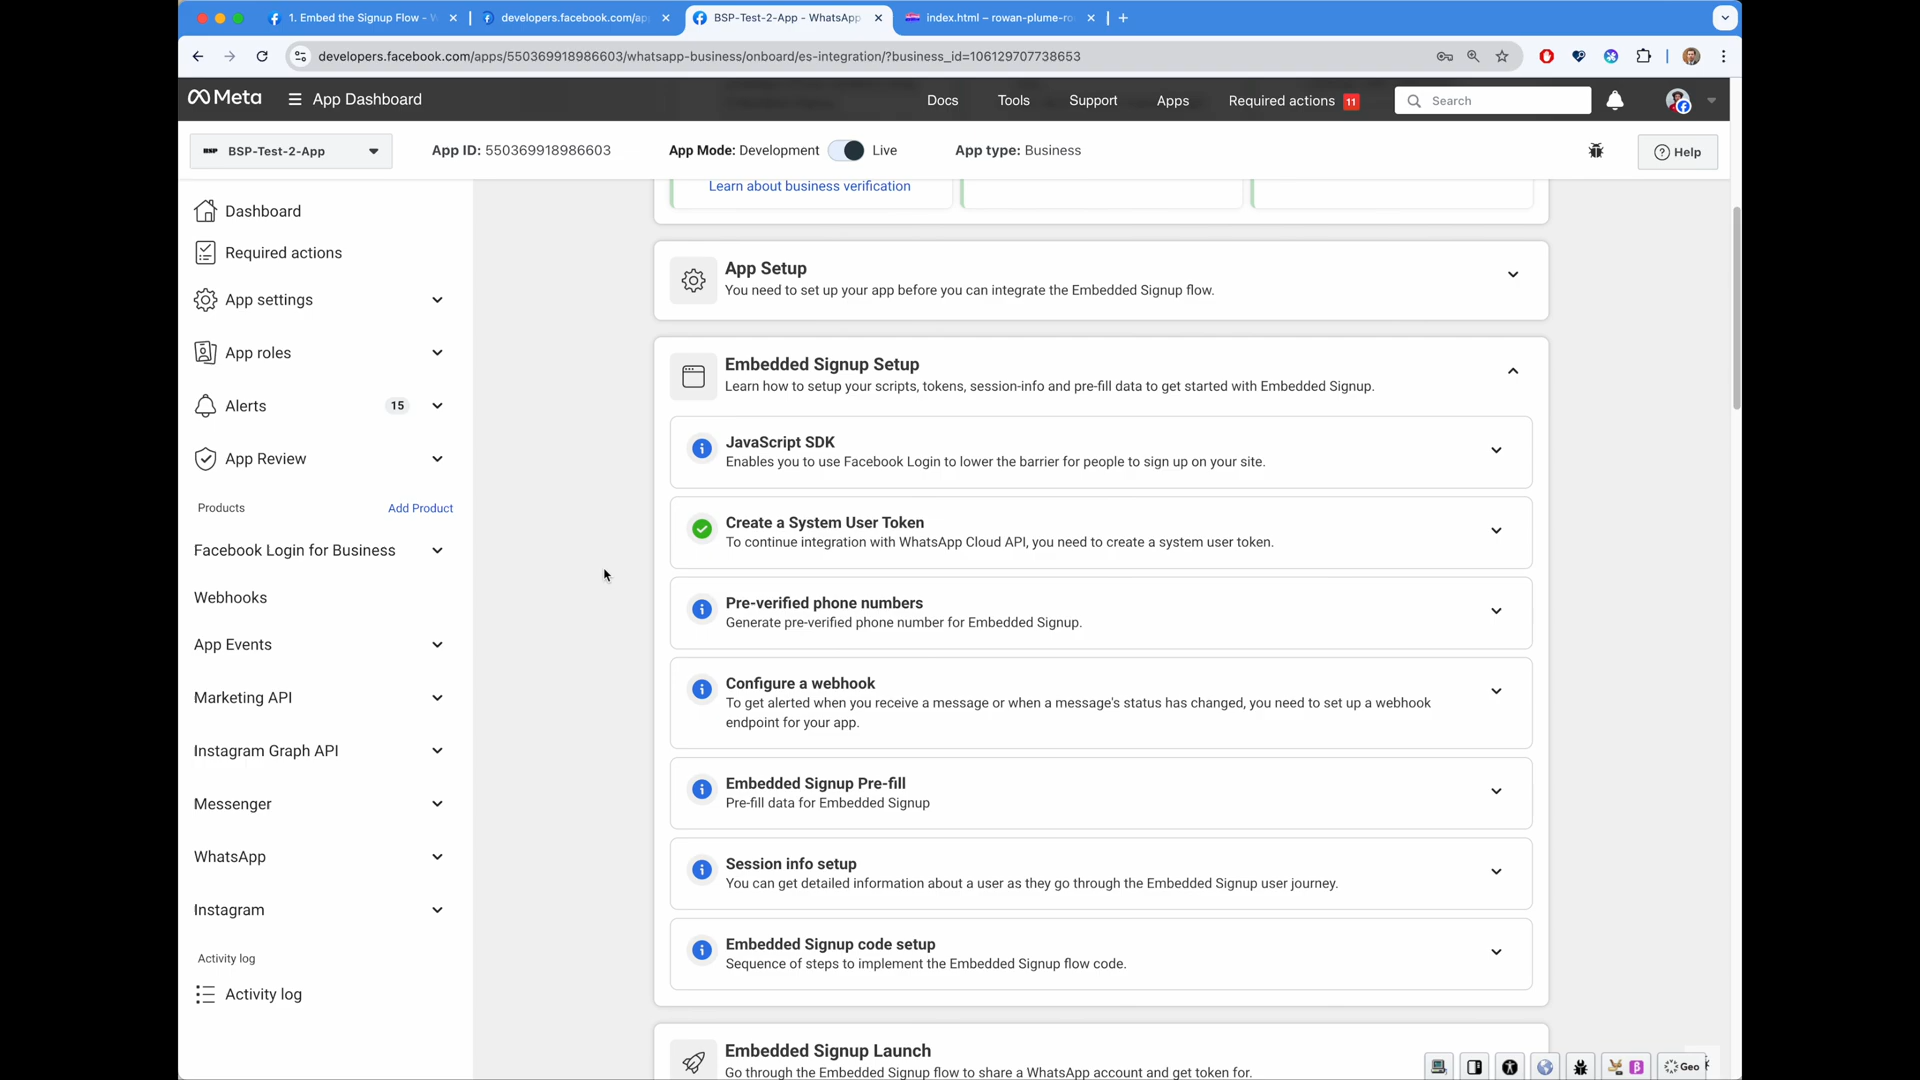 1. Embed the Signup Flow - W
developers.facebook.com/app
BSP-Test-2-App - WhatsApp
index.html – rowan-plume-ro
developers.facebook.com/apps/550369918986603/whatsapp-business/onboard/es-integration/?business_id=106129707738653
Meta
App Dashboard
Docs
Tools
Support
Apps
Required actions 11
Search
BSP BSP-Test-2-App
App ID: 550369918986603
App Mode: Development
Live
App type: Business
Help
Dashboard
Required actions
App settings
App roles
Alerts 15
App Review
Products
Add Product
Facebook Login for Business
Webhooks
App Events
Marketing API
Instagram Graph API
Messenger
WhatsApp
Instagram
Activity log
Activity log
Learn about business verification
App Setup
You need to set up your app before you can integrate the Embedded Signup flow.
Embedded Signup Setup
Learn how to setup your scripts, tokens, session-info and pre-fill data to get started with Embedded Signup.
JavaScript SDK
Enables you to use Facebook Login to lower the barrier for people to sign up on your site.
Create a System User Token
To continue integration with WhatsApp Cloud API, you need to create a system user token.
Pre-verified phone numbers
Generate pre-verified phone number for Embedded Signup.
Configure a webhook
To get alerted when you receive a message or when a message's status has changed, you need to set up a webhook
endpoint for your app.
Embedded Signup Pre-fill
Pre-fill data for Embedded Signup
Session info setup
You can get detailed information about a user as they go through the Embedded Signup user journey.
Embedded Signup code setup
Sequence of steps to implement the Embedded Signup flow code.
Embedded Signup Launch
Go through the Embedded Signup flow to share a WhatsApp account and get token for.
Geo